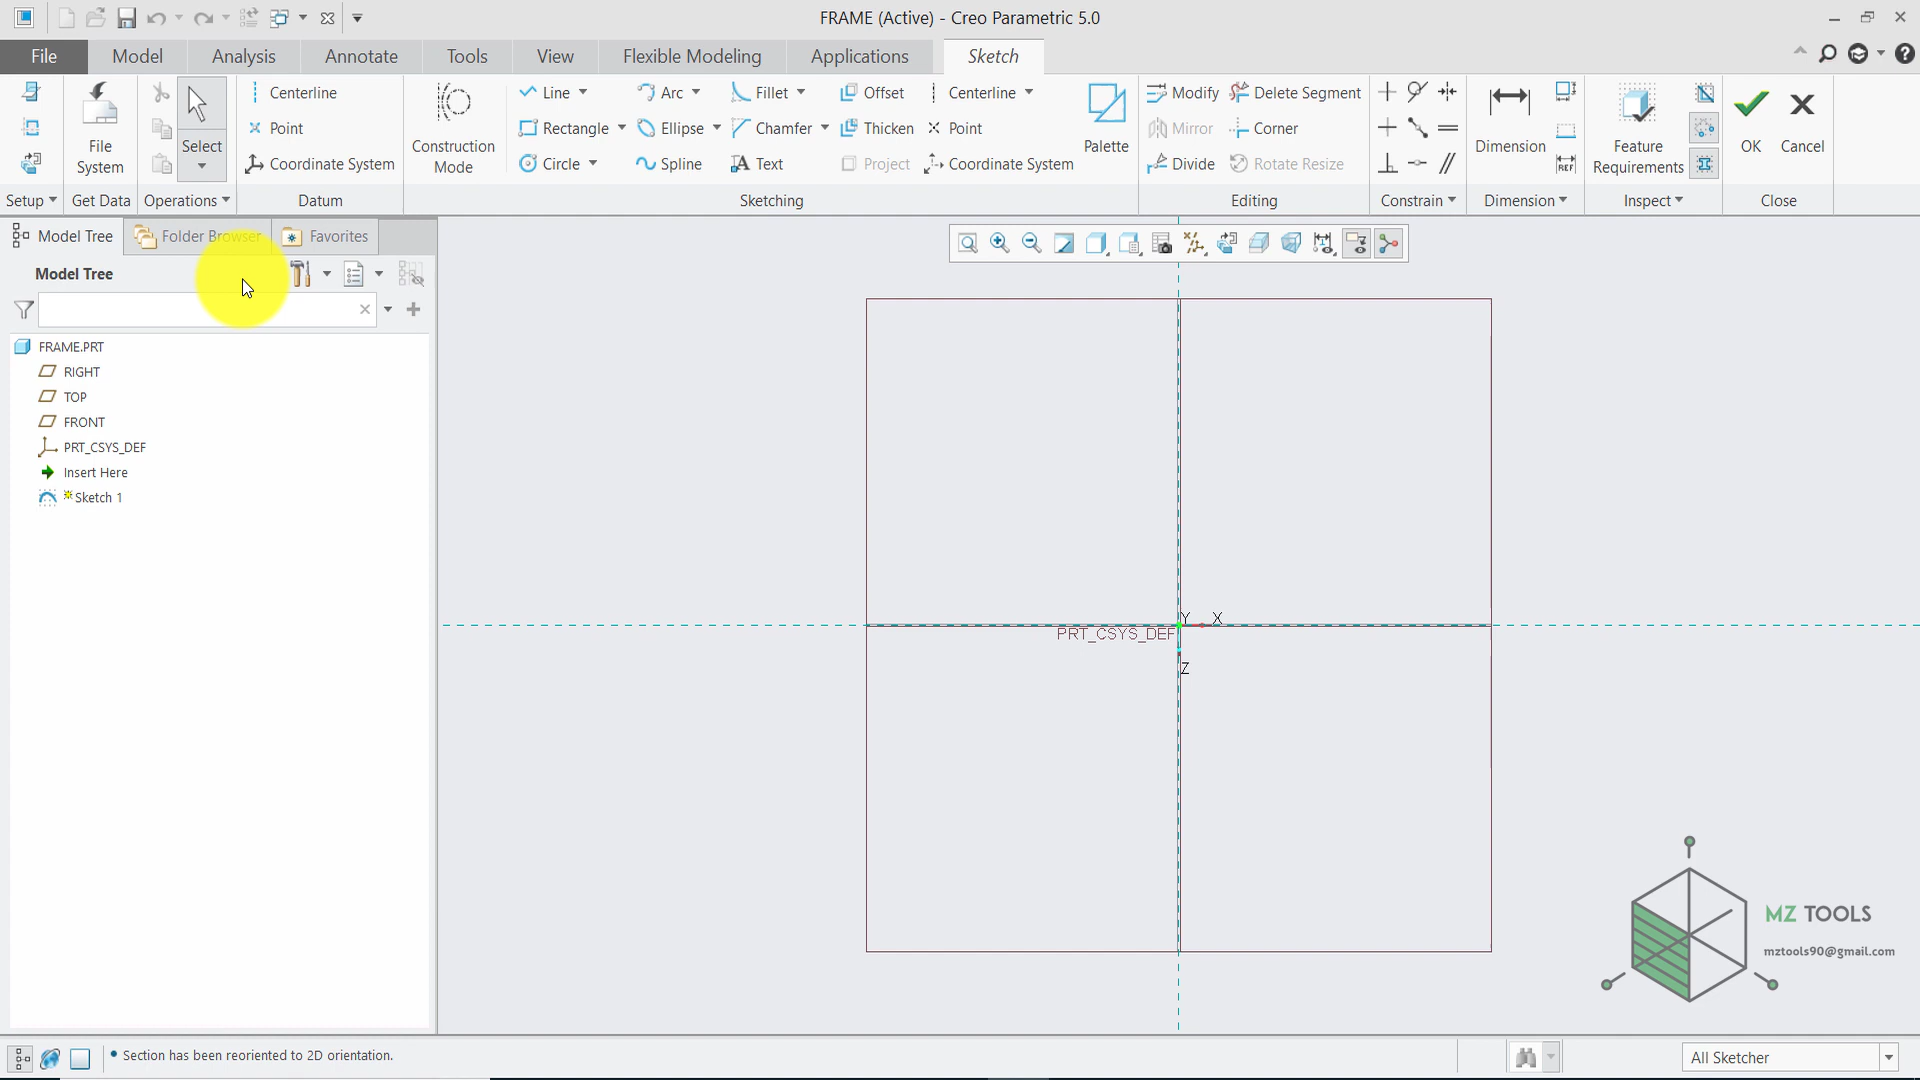 FRAME (Active) - Creo Parametric 5.0
File Model Analysis Annotate Tools View Flexible Modeling Applications Sketch
Centerline Line Arc Fillet Offset Centerline Modify Delete Segment
Point Rectangle Ellipse Chamfer Thicken Point Mirror Corner
File System Select Construction Mode Palette Dimension Feature Requirements OK Cancel
Coordinate System Circle Spline Text Project Coordinate System Divide Rotate Resize
REF
Setup Get Data Operations Datum Sketching Editing Constrain Dimension Inspect Close
Model Tree Folder Browser Favorites
Model Tree
FRAME.PRT
RIGHT
TOP
FRONT
PRT_CSYS_DEF
Insert Here
Sketch 1
Y X
PRT_CSYS_DEF
Z
MZ TOOLS
mztools90@gmail.com
Section has been reoriented to 2D orientation.
All Sketcher